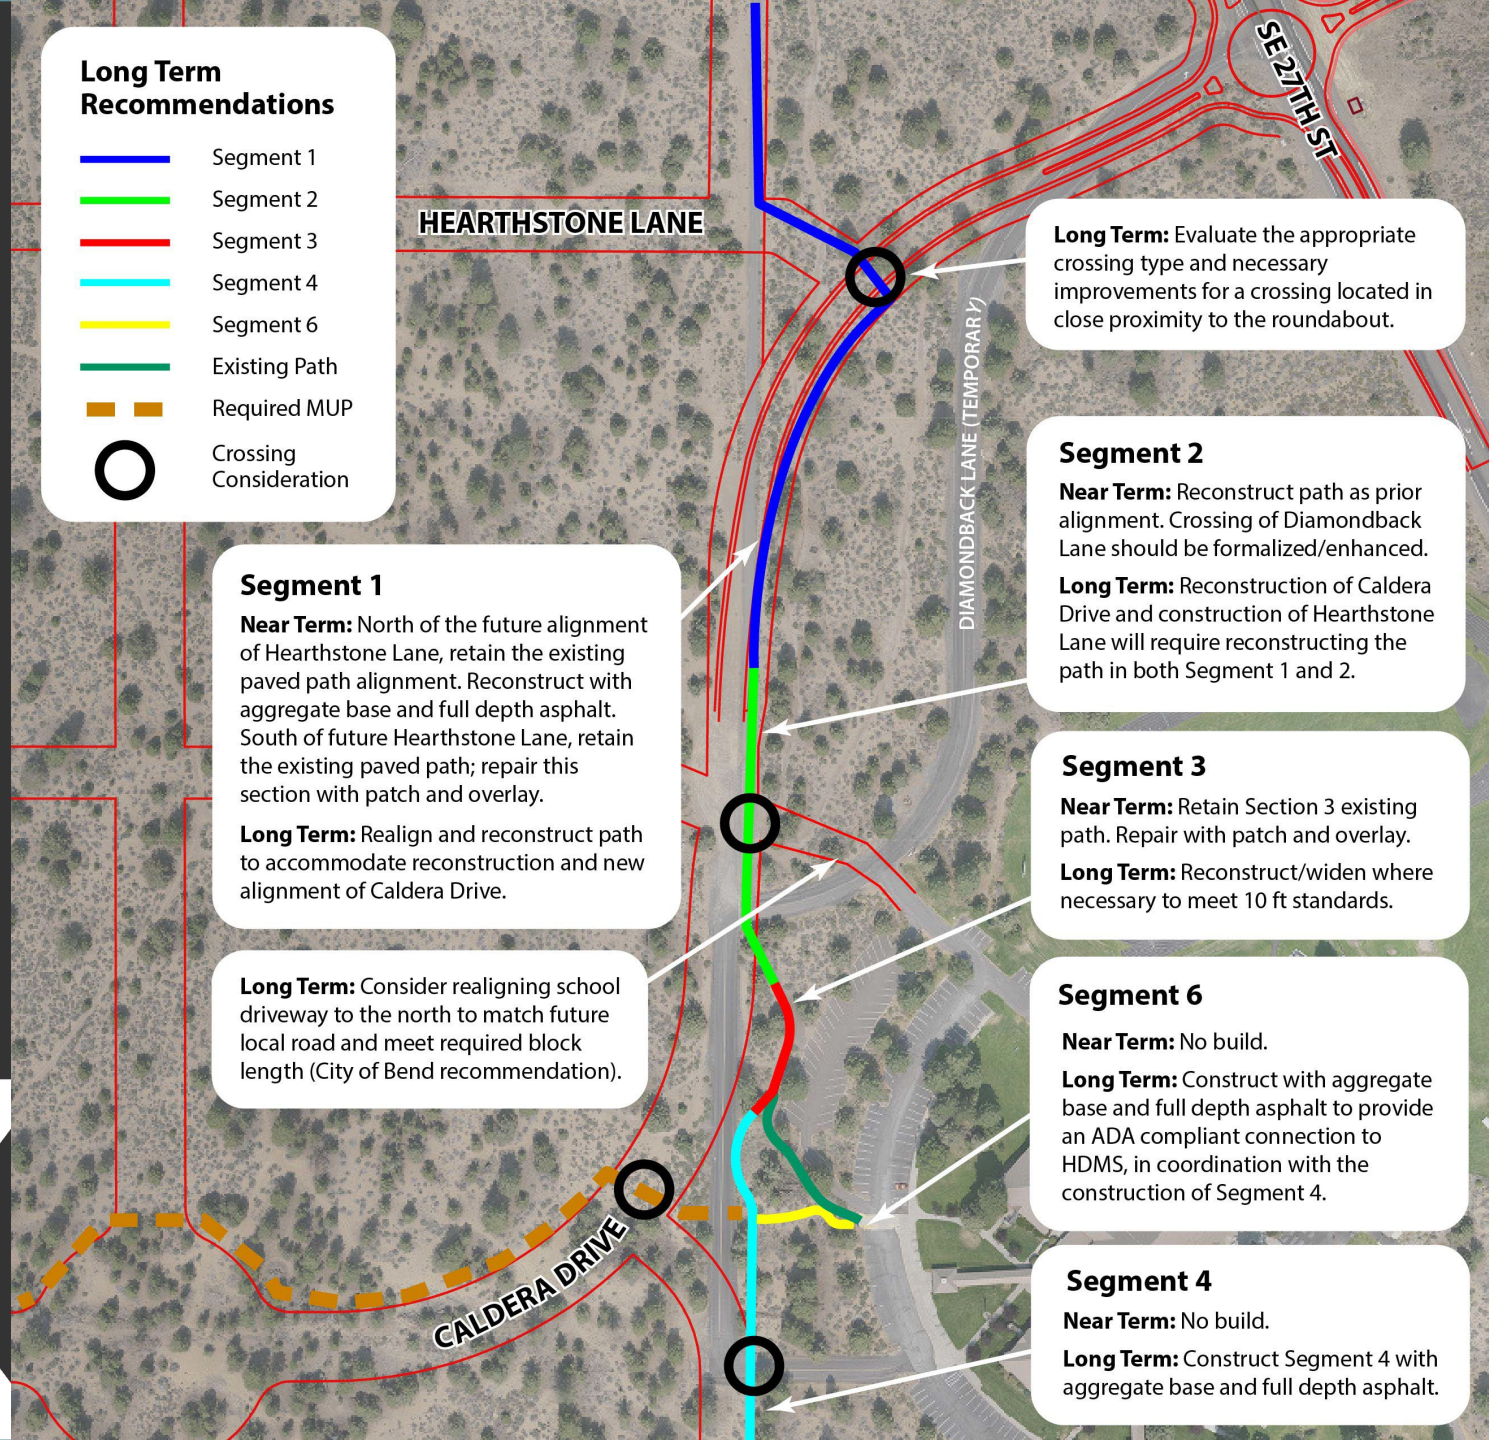 Long Term
Recommendations
Segment 1
Segment 2
Segment 3
Segment 4
Segment 6
Existing Path
Required MUP
Crossing
Consideration
HEARTHSTONE LANE
SE 27TH ST
Long Term: Evaluate the appropriate
crossing type and necessary
improvements for a crossing located in
close proximity to the roundabout.
DIAMONDBACK LANE (TEMPORARY)
Segment 1
Near Term: North of the future alignment
of Hearthstone Lane, retain the existing
paved path alignment. Reconstruct with
aggregate base and full depth asphalt.
South of future Hearthstone Lane, retain
the existing paved path; repair this
section with patch and overlay.
Long Term: Realign and reconstruct path
to accommodate reconstruction and new
alignment of Caldera Drive.
Segment 2
Near Term: Reconstruct path as prior
alignment. Crossing of Diamondback
Lane should be formalized/enhanced.
Long Term: Reconstruction of Caldera
Drive and construction of Hearthstone
Lane will require reconstructing the
path in both Segment 1 and 2.
Segment 3
Near Term: Retain Section 3 existing
path. Repair with patch and overlay.
Long Term: Reconstruct/widen where
necessary to meet 10 ft standards.
Long Term: Consider realigning school
driveway to the north to match future
local road and meet required block
length (City of Bend recommendation).
Segment 6
Near Term: No build.
Long Term: Construct with aggregate
base and full depth asphalt to provide
an ADA compliant connection to
HDMS, in coordination with the
construction of Segment 4.
CALDERA DRIVE
Segment 4
Near Term: No build.
Long Term: Construct Segment 4 with
aggregate base and full depth asphalt.